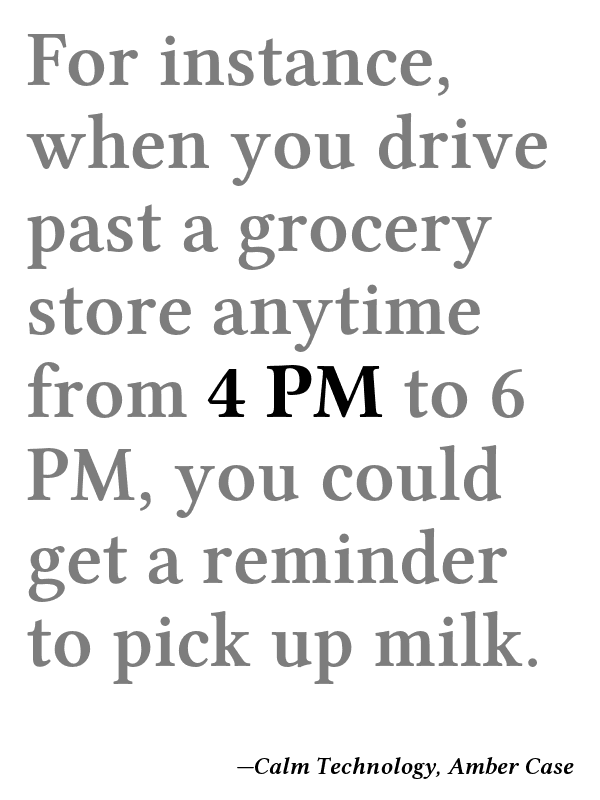 For instance,
when you drive
past a grocery
store anytime
from 4 PM to 6
PM, you could
get a reminder
to pick up milk.
—Calm Technology, Amber Case